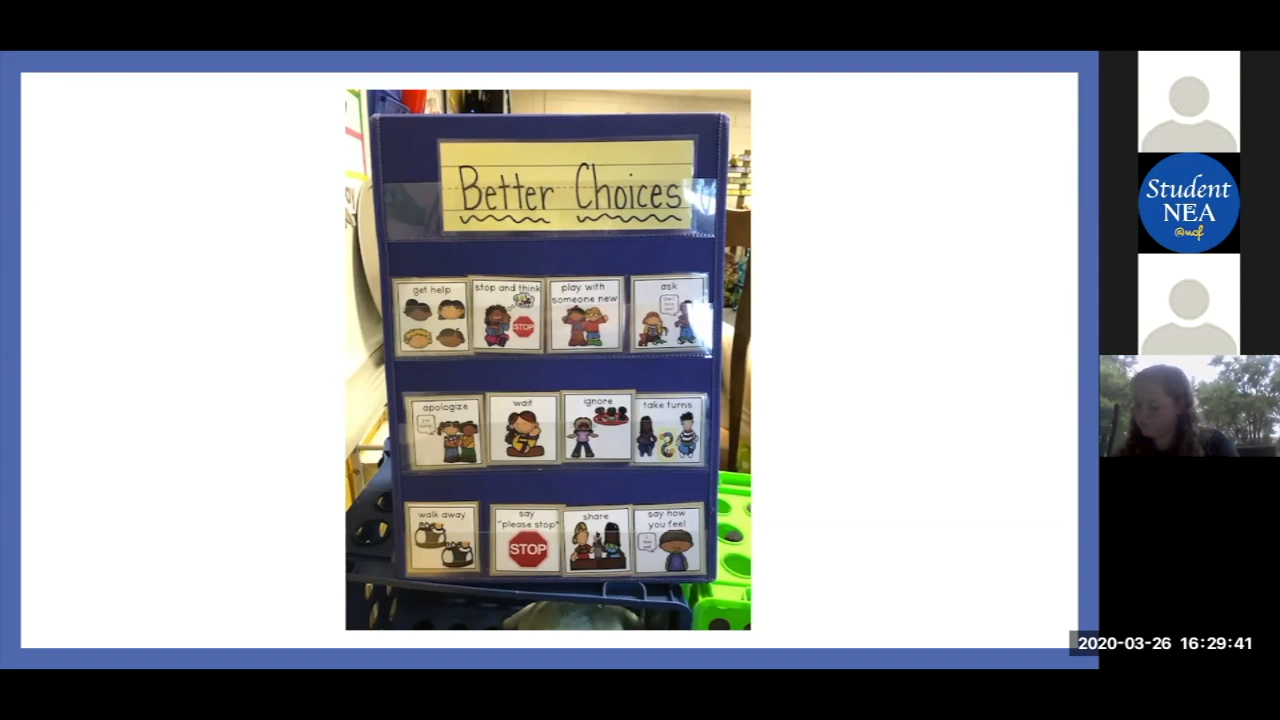 Better Choices
get help
stop and think
STOP
play with
someone new
ask
apologize
wait
ignore
take turns
walk away
say
"please stop"
STOP
share
say how
you feel
Student
NEA
@unf
2020-03-26 16:29:41